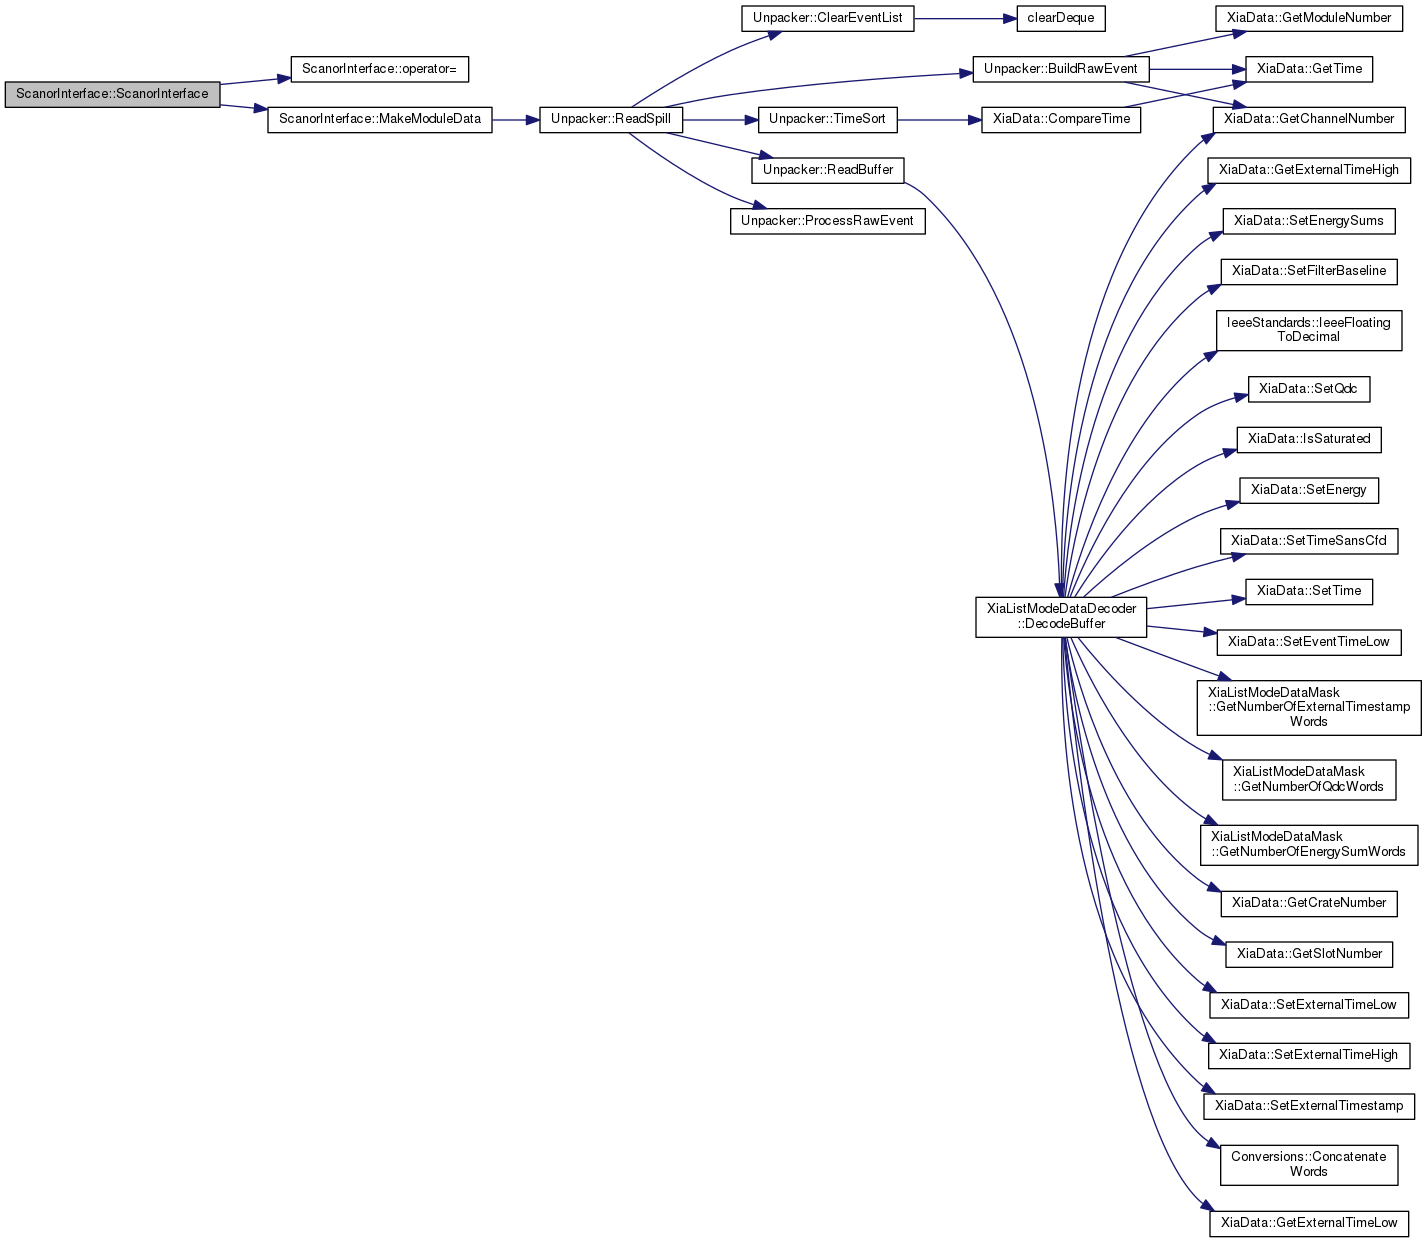 ScanorInterface::ScanorInterface
ScanorInterface::operator=
ScanorInterface::MakeModuleData
Unpacker::ReadSpill
Unpacker::ClearEventList
clearDeque
Unpacker::BuildRawEvent
Unpacker::TimeSort
XiaData::CompareTime
Unpacker::ReadBuffer
Unpacker::ProcessRawEvent
XiaListModeDataDecoder
::DecodeBuffer
XiaData::GetModuleNumber
XiaData::GetTime
XiaData::GetChannelNumber
XiaData::GetExternalTimeHigh
XiaData::SetEnergySums
XiaData::SetFilterBaseline
IeeeStandards::IeeeFloating
ToDecimal
XiaData::SetQdc
XiaData::IsSaturated
XiaData::SetEnergy
XiaData::SetTimeSansCfd
XiaData::SetTime
XiaData::SetEventTimeLow
XiaListModeDataMask
::GetNumberOfExternalTimestamp
Words
XiaListModeDataMask
::GetNumberOfQdcWords
XiaListModeDataMask
::GetNumberOfEnergySumWords
XiaData::GetCrateNumber
XiaData::GetSlotNumber
XiaData::SetExternalTimeLow
XiaData::SetExternalTimeHigh
XiaData::SetExternalTimestamp
Conversions::Concatenate
Words
XiaData::GetExternalTimeLow